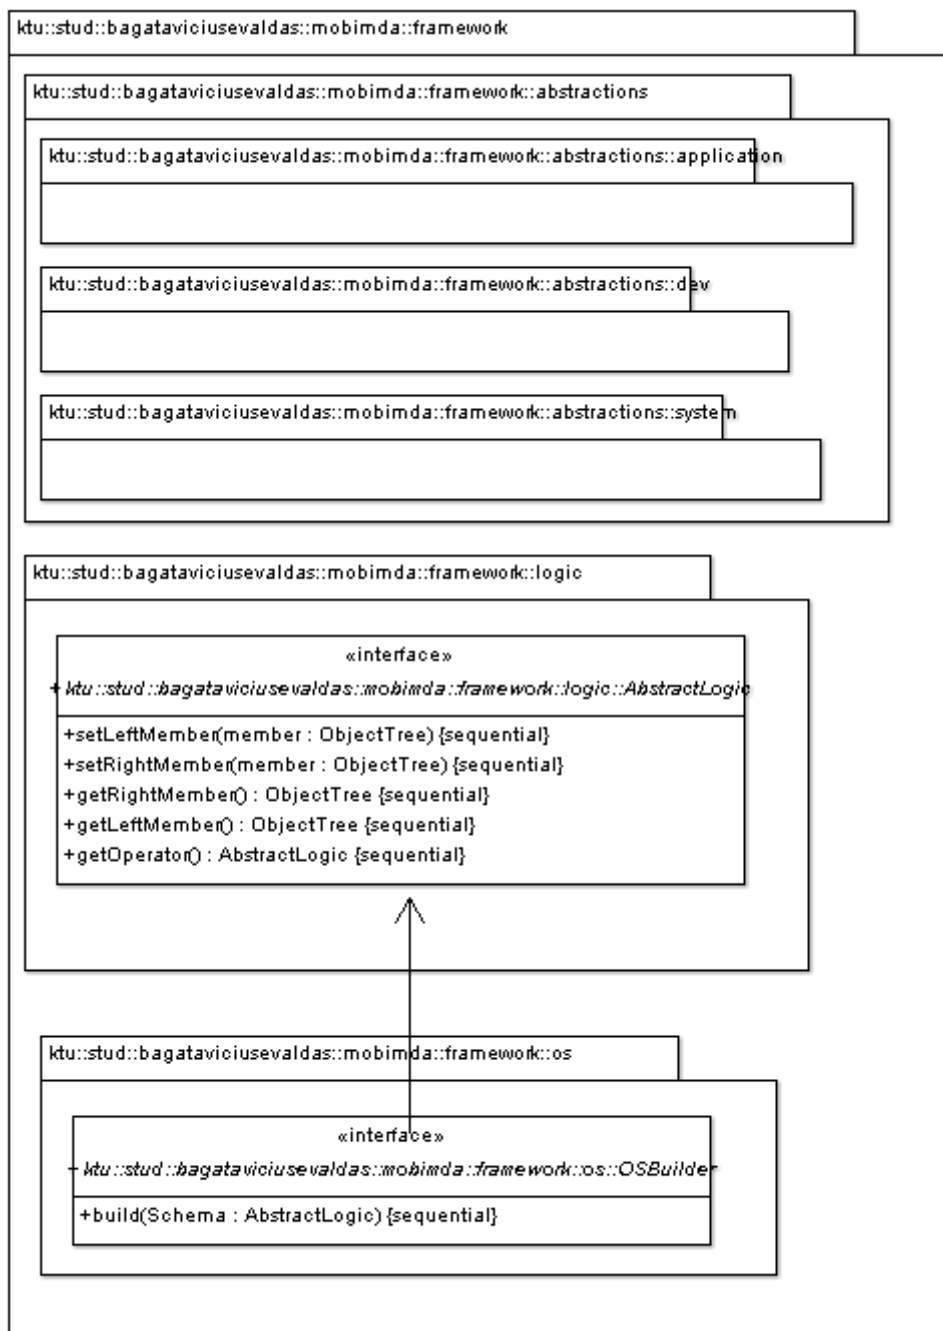 ktu::stud::bagataviciusevaldas::mobimda::framework
ktu::stud::bagataviciusevaldas::mobimda::framework::abstractions
ktu::stud::bagataviciusevaldas::mobimda::framework::abstractions::application
ktu::stud::bagataviciusevaldas::mobimda::framework::abstractions::dev
ktu::stud::bagataviciusevaldas::mobimda::framework::abstractions::system
ktu::stud::bagataviciusevaldas::mobimda::framework::logic
«interface»
+ ktu::stud::bagataviciusevaldas::mobimda::framework::logic::AbstractLogic
+setLeftMember(member : ObjectTree) {sequential}
+setRightMember(member : ObjectTree) {sequential}
+getRightMember() : ObjectTree {sequential}
+getLeftMember() : ObjectTree {sequential}
+getOperator() : AbstractLogic {sequential}
ktu::stud::bagataviciusevaldas::mobimda::framework::os
«interface»
+ ktu::stud::bagataviciusevaldas::mobimda::framework::os::OSBuilder
+build(Schema : AbstractLogic) {sequential}